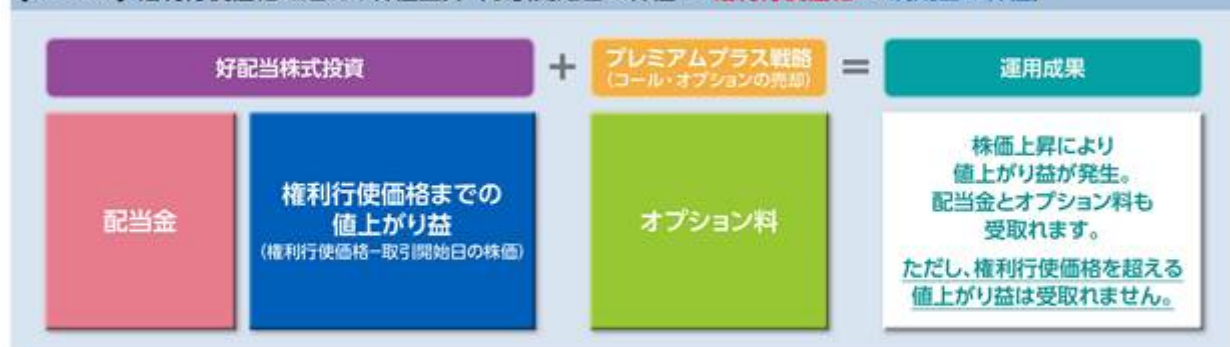 好配当株式投資
+
プレミアムプラス戦略
(コール・オプションの売却)
=
運用成果
配当金
権利行使価格までの
値上がり益
(権利行使価格-取引開始日の株価)
オプション料
株価上昇により
値上がり益が発生。
配当金とオプション料も
受取れます。
ただし、権利行使価格を超える
値上がり益は受取れません。